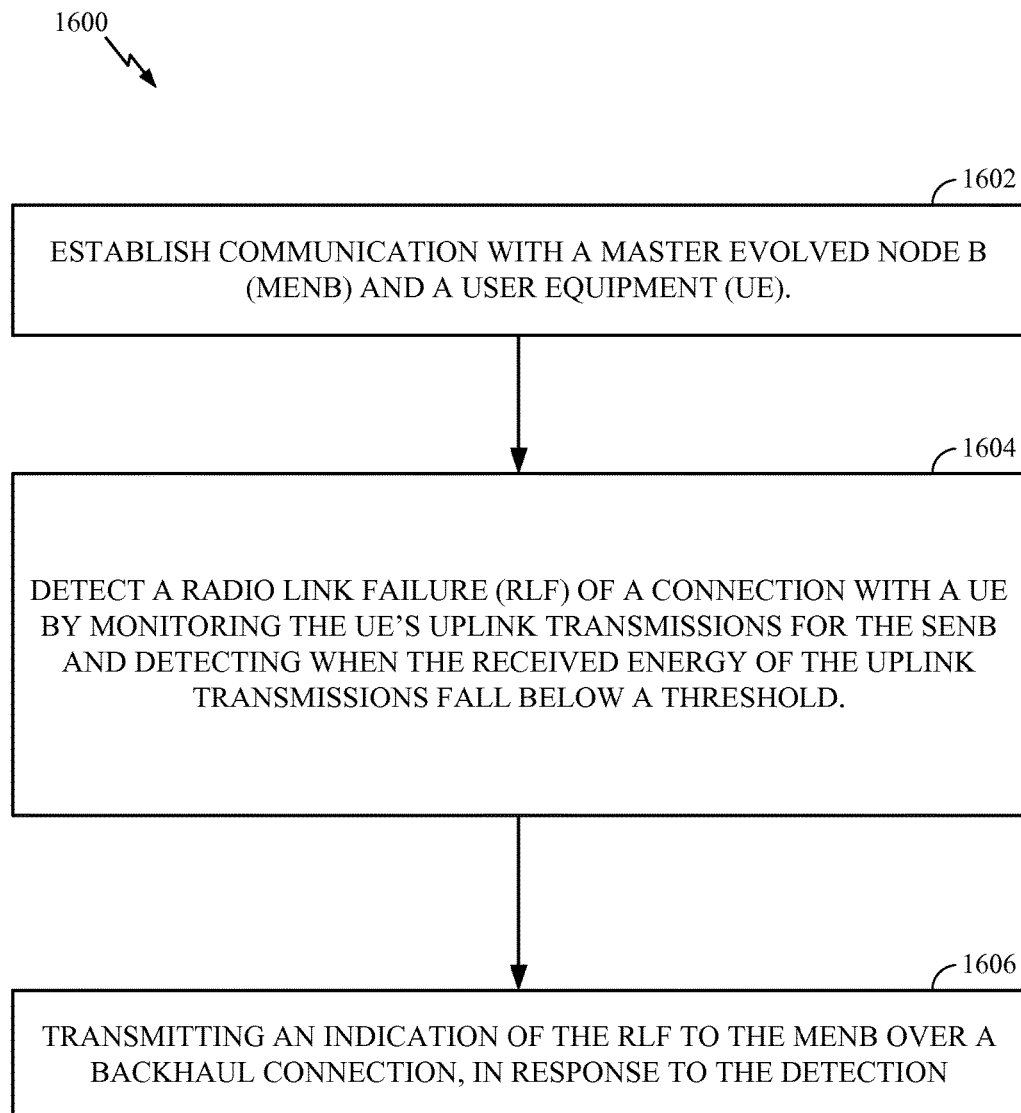 1600
1602
ESTABLISH COMMUNICATION WITH A MASTER EVOLVED NODE B
(MENB) AND A USER EQUIPMENT (UE).
1604
DETECT A RADIO LINK FAILURE (RLF) OF A CONNECTION WITH A UE
BY MONITORING THE UE'S UPLINK TRANSMISSIONS FOR THE SENB
AND DETECTING WHEN THE RECEIVED ENERGY OF THE UPLINK
TRANSMISSIONS FALL BELOW A THRESHOLD.
1606
TRANSMITTING AN INDICATION OF THE RLF TO THE MENB OVER A
BACKHAUL CONNECTION, IN RESPONSE TO THE DETECTION